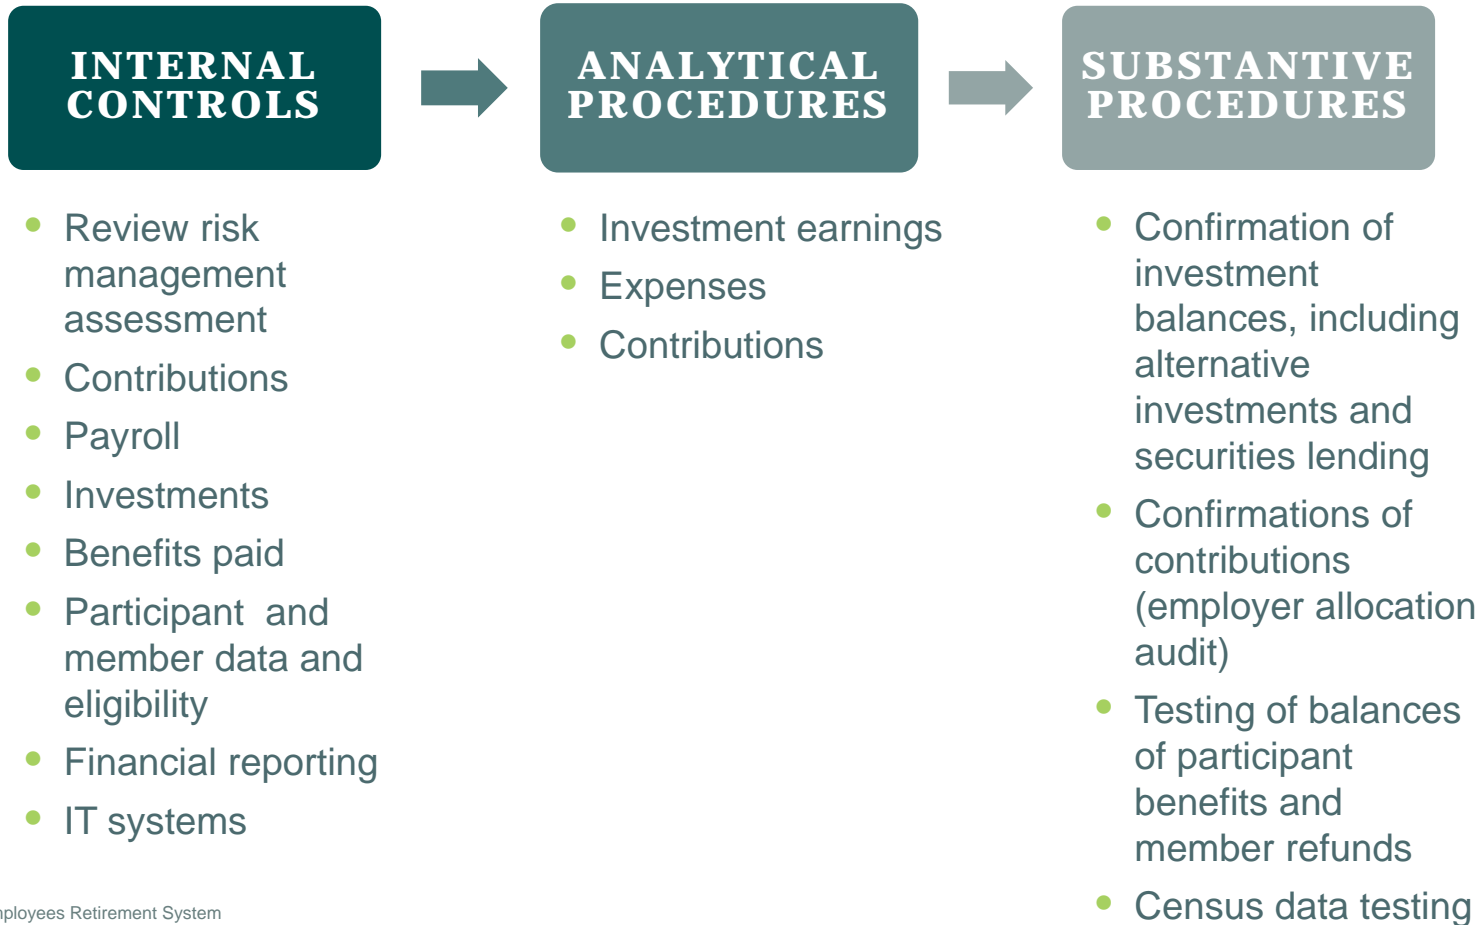 INTERNAL
CONTROLS
ANALYTICAL
PROCEDURES
SUBSTANTIVE
PROCEDURES
• Review risk
management
assessment
• Contributions
• Payroll
• Investments
• Benefits paid
• Participant and
member data and
eligibility
• Financial reporting
• IT systems
• Investment earnings
• Expenses
• Contributions
• Confirmation of
investment
balances, including
alternative
investments and
securities lending
• Confirmations of
contributions
(employer allocation
audit)
• Testing of balances
of participant
benefits and
member refunds
• Census data testing
ployees Retirement System